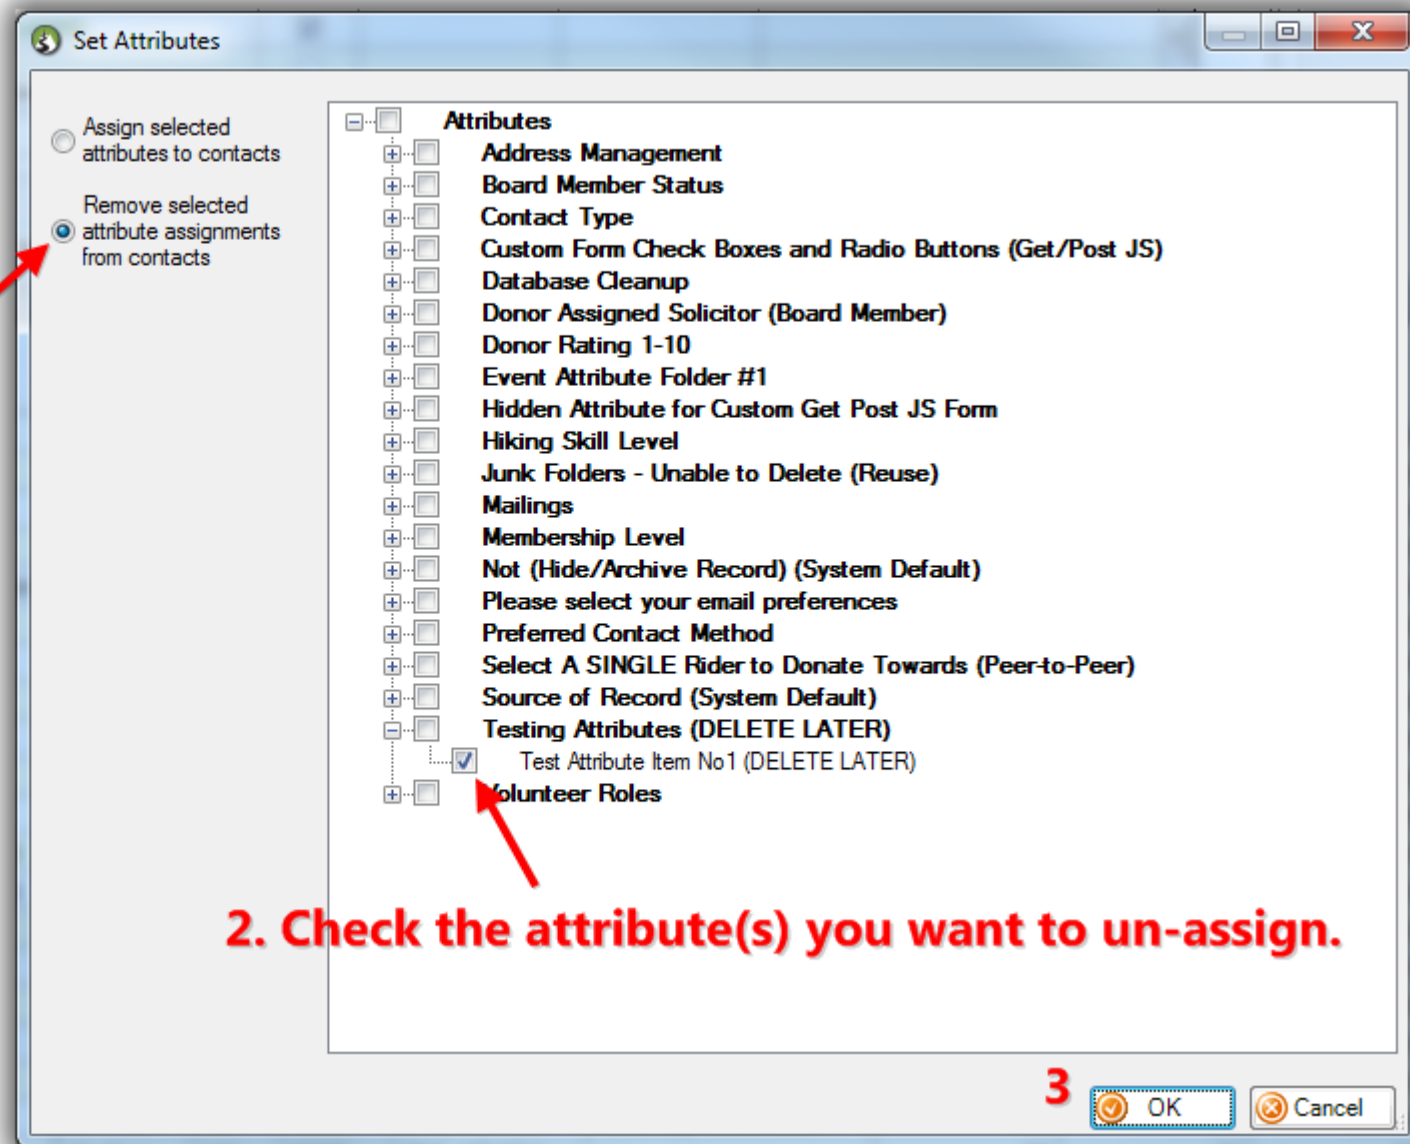 Set Attributes
Assign selected
attributes to contacts
Remove selected
attribute assignments
from contacts
Attributes
Address Management
Board Member Status
Contact Type
Custom Form Check Boxes and Radio Buttons (Get/Post JS)
Database Cleanup
Donor Assigned Solicitor (Board Member)
Donor Rating 1-10
Event Attribute Folder #1
Hidden Attribute for Custom Get Post JS Form
Hiking Skill Level
Junk Folders - Unable to Delete (Reuse)
Mailings
Membership Level
Not (Hide/Archive Record) (System Default)
Please select your email preferences
Preferred Contact Method
Select A SINGLE Rider to Donate Towards (Peer-to-Peer)
Source of Record (System Default)
Testing Attributes (DELETE LATER)
Test Attribute Item No1 (DELETE LATER)
Volunteer Roles
2. Check the attribute(s) you want to un-assign.
3
OK
Cancel